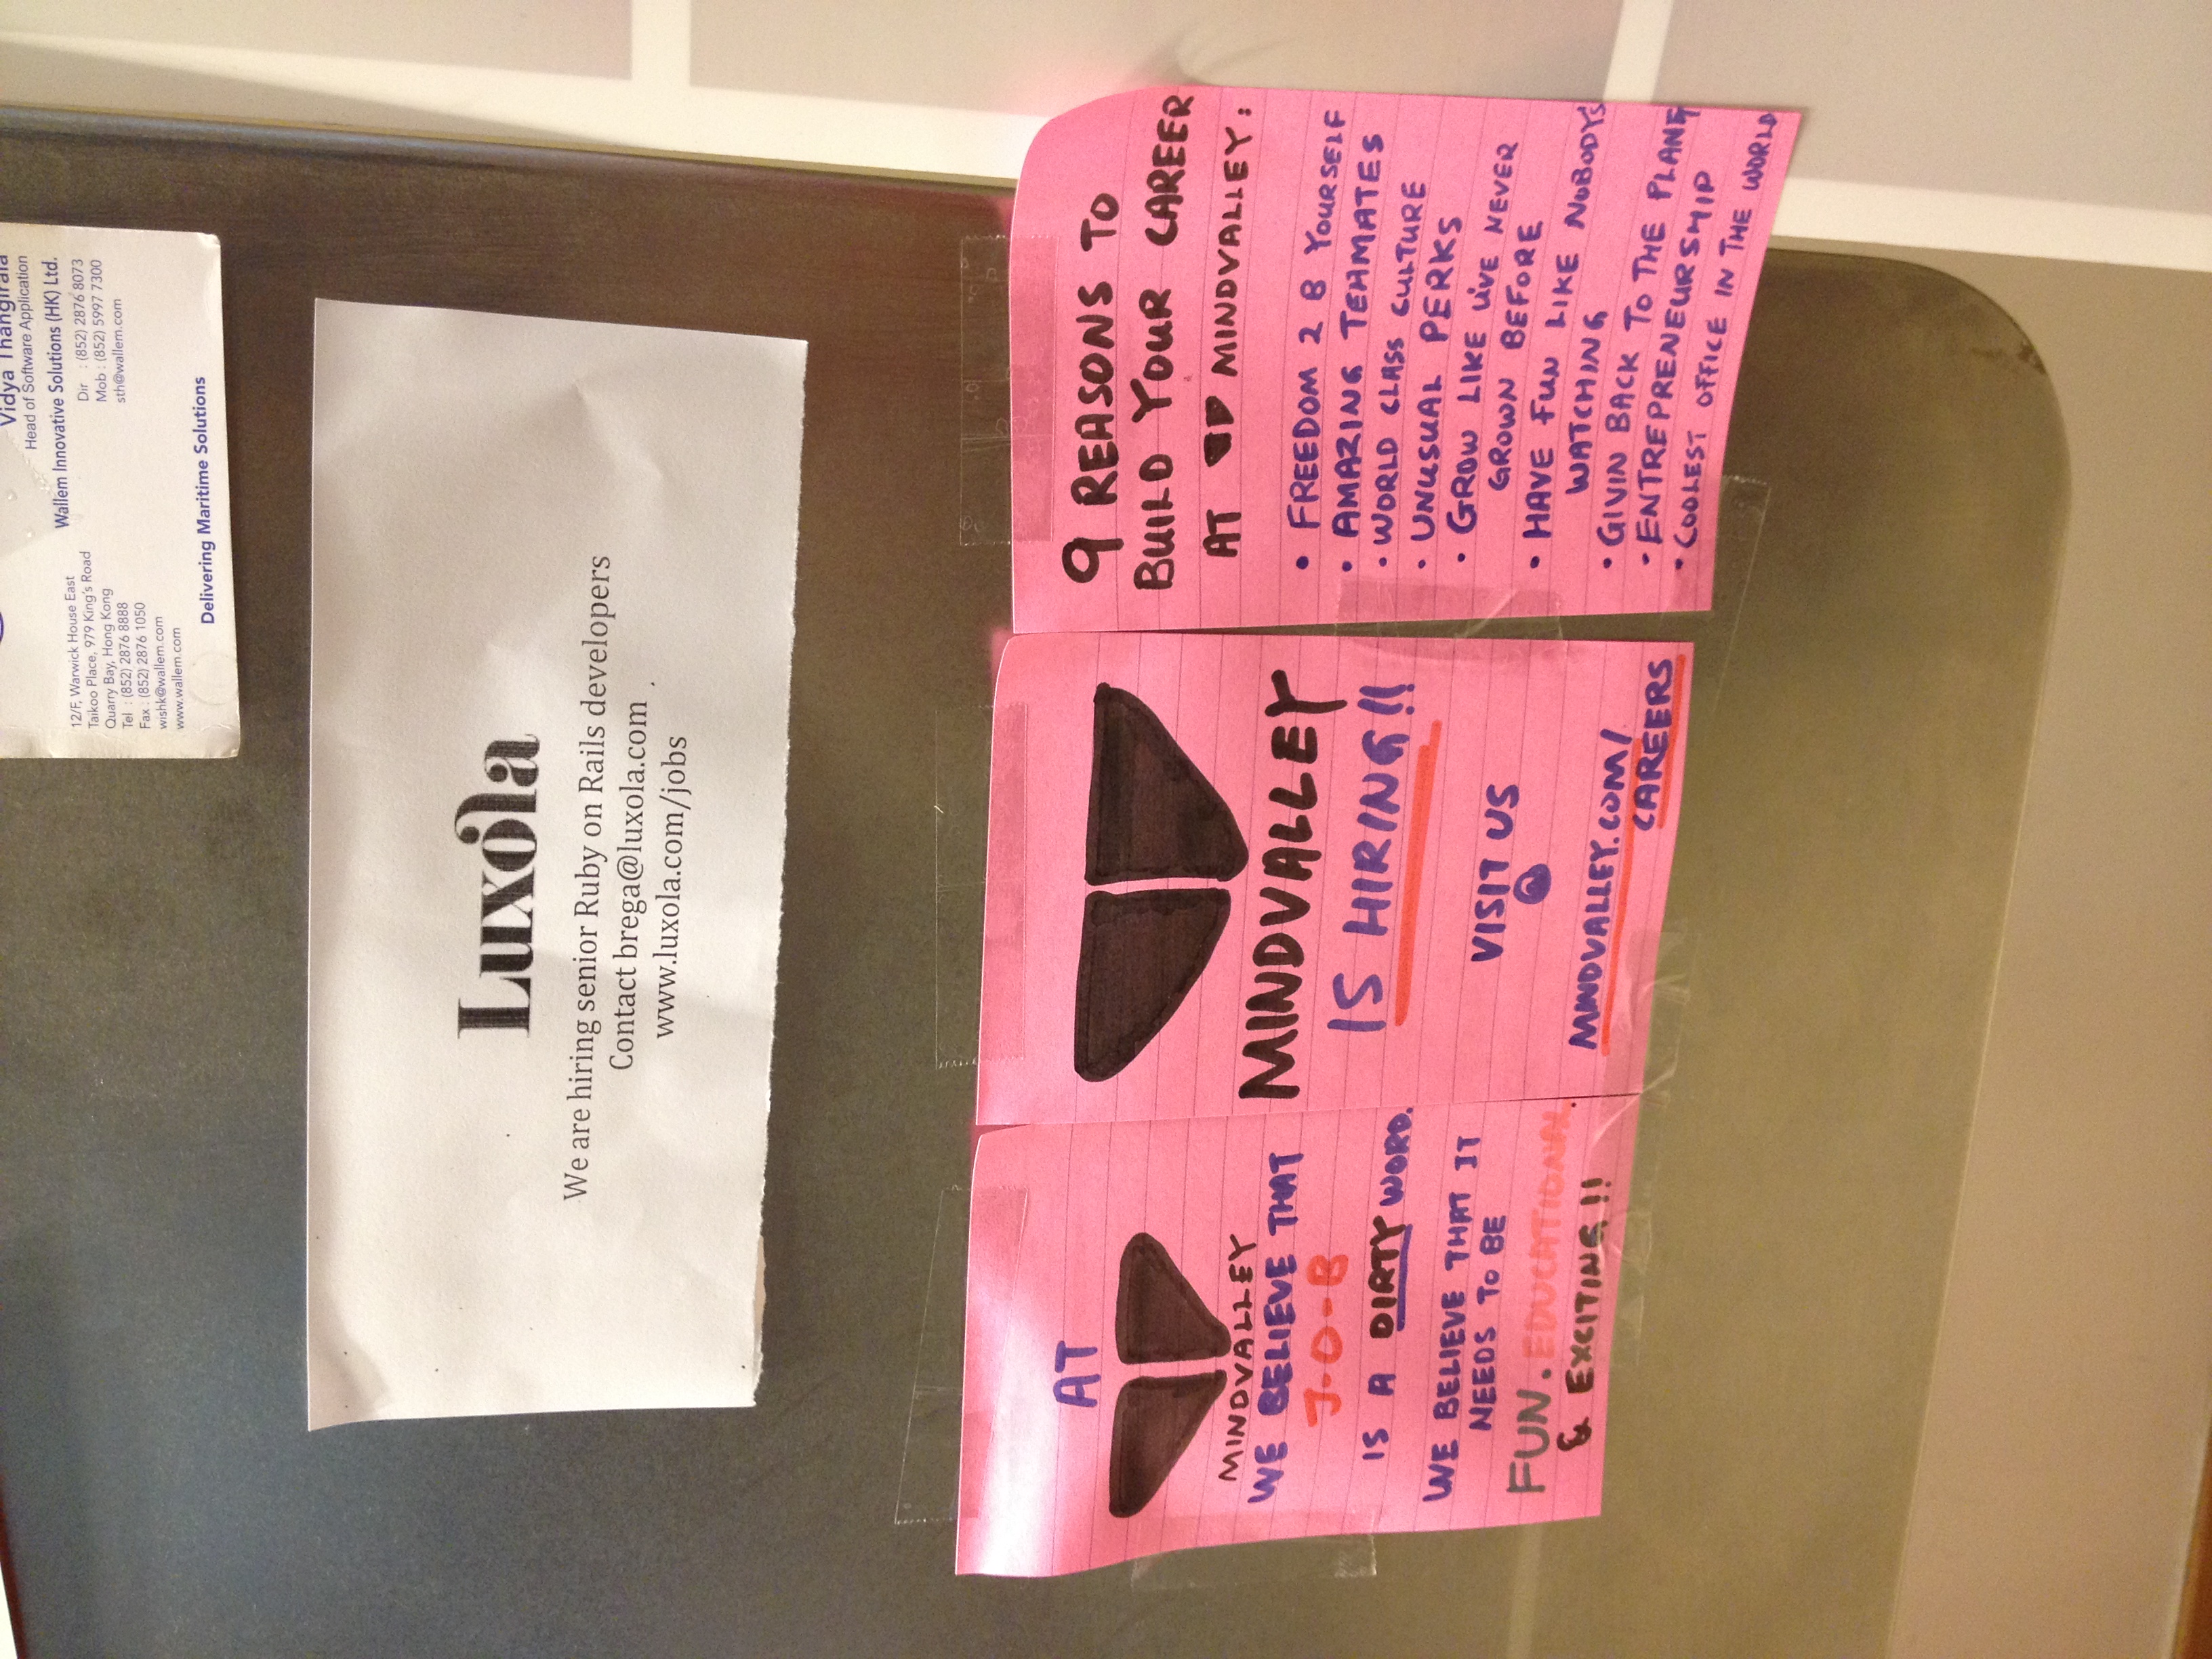 Vidya Thangirala
Head of Software Application
Wallem Innovative Solutions (HK) Ltd.
12/F, Warwick House East
Taikoo Place, 979 King's Road
Quarry Bay, Hong Kong
Tel : (852) 2876 8888
Fax : (852) 2876 1050
wishk@wallem.com
www.wallem.com
Dir : (852) 2876 8073
Mob : (852) 5997 7300
sth@wallem.com
Delivering Maritime Solutions
Luxola
We are hiring senior Ruby on Rails developers
Contact brega@luxola.com
www.luxola.com/jobs
AT
MINDVALLEY
WE BELIEVE THAT
J-O-B
IS A DIRTY WORD.
WE BELIEVE THAT IT
NEEDS TO BE
FUN. EDUCATIONAL.
& EXCITING!!
MINDVALLEY
IS HIRING!!
VISIT US
@
MINDVALLEY.COM/
CAREERS
9 REASONS TO
BUILD YOUR CAREER
AT MINDVALLEY:
• FREEDOM 2 B YOURSELF
• AMAZING TEAMATES
• WORLD CLASS CULTURE
• UNUSUAL PERKS
• GROW LIKE U'VE NEVER
GROWN BEFORE
• HAVE FUN LIKE NOBODY'S
WATCHING
• GIVIN BACK TO THE PLANET
• ENTREPRENEURSHIP
• COOLEST OFFICE IN THE WORLD